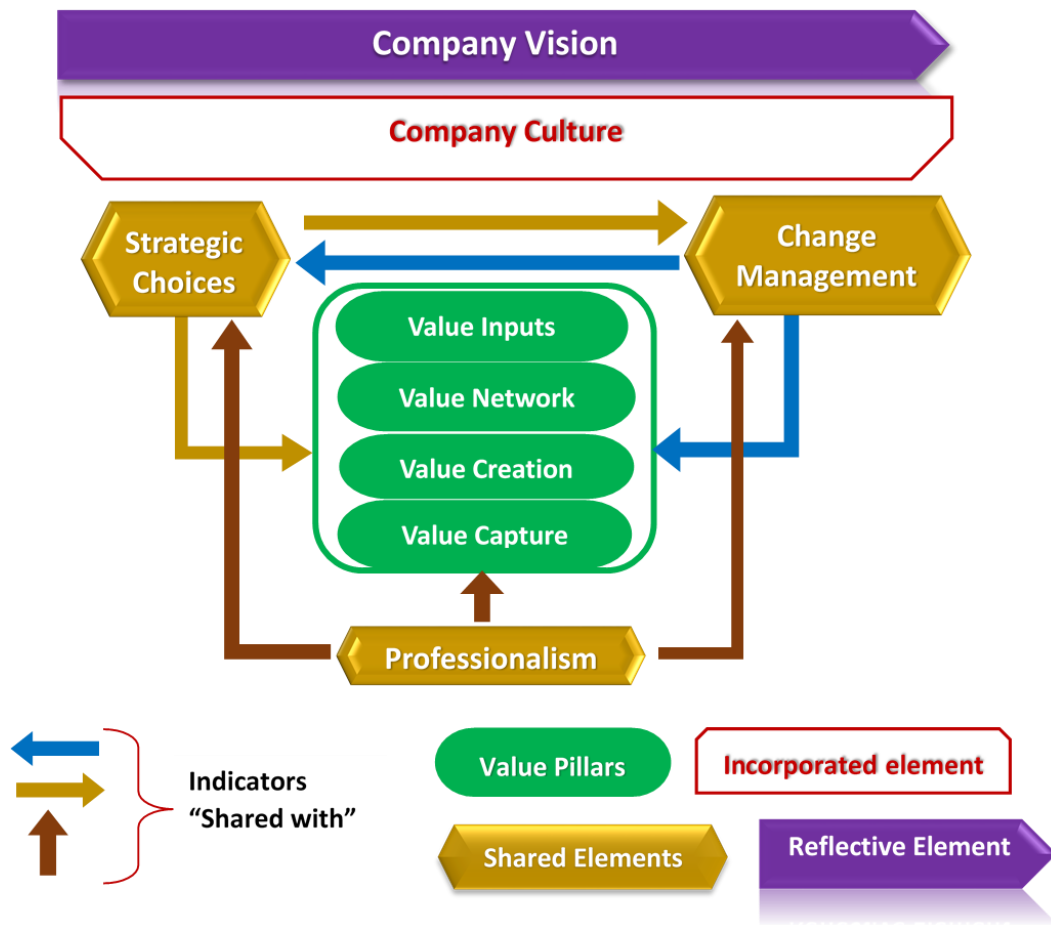 Company Vision
Company Culture
Strategic
Choices
Change
Management
Value Inputs
Value Network
Value Creation
Value Capture
Professionalism
Indicators
“Shared with”
Value Pillars
Incorporated element
Shared Elements
Reflective Element